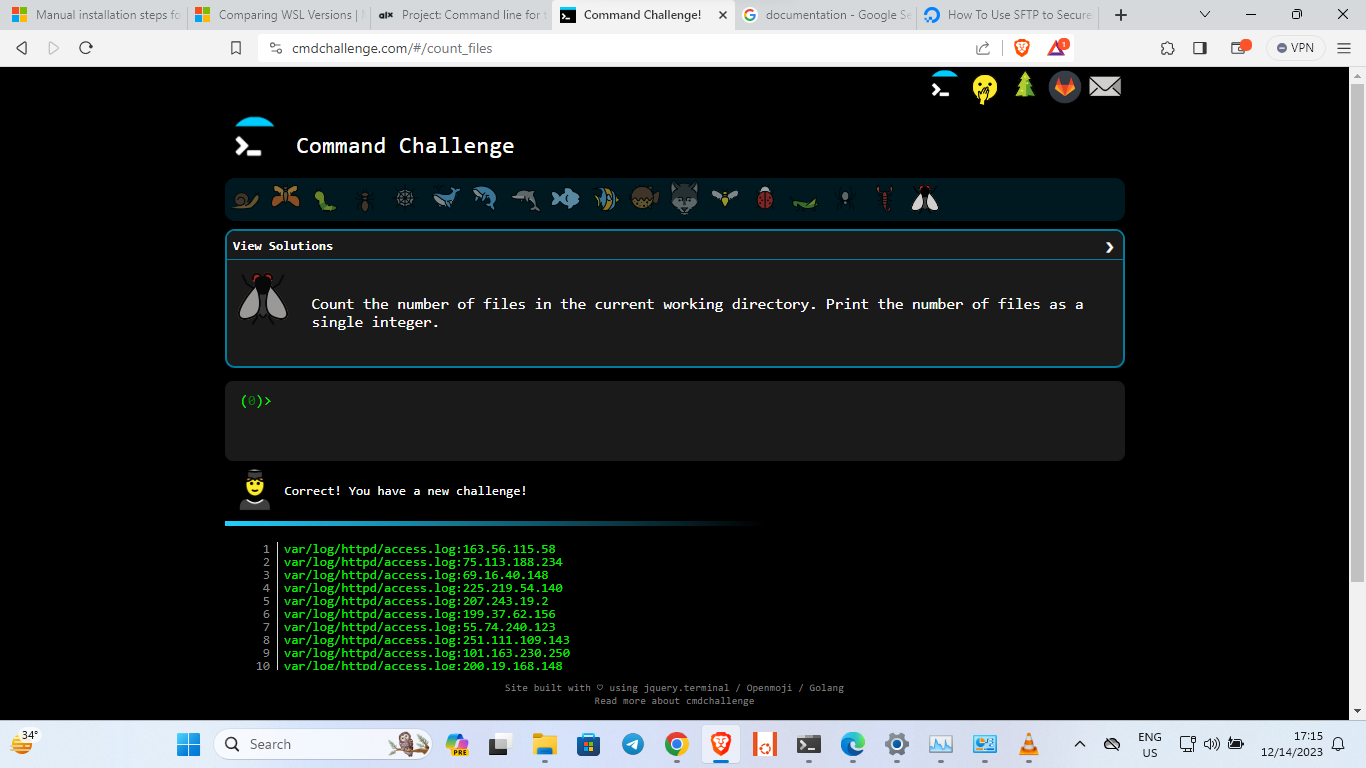 Manual installation steps fo
Comparing WSL Versions | M
Project: Command line for t
Command Challenge!
documentation - Google Se
How To Use SFTP to Secure
cmdchallenge.com/#/count_files
1
VPN
Command Challenge
View Solutions
Count the number of files in the current working directory. Print the number of files as a
single integer.
(0)>
Correct! You have a new challenge!
1 var/log/httpd/access.log:163.56.115.58
2 var/log/httpd/access.log:75.113.188.234
3 var/log/httpd/access.log:69.16.40.148
4 var/log/httpd/access.log:225.219.54.140
5 var/log/httpd/access.log:207.243.19.2
6 var/log/httpd/access.log:199.37.62.156
7 var/log/httpd/access.log:55.74.240.123
8 var/log/httpd/access.log:251.111.109.143
9 var/log/httpd/access.log:101.163.230.250
10 var/log/httpd/access.log:200.19.168.148
Site built with ♡ using jquery.terminal / Openmoji / Golang
Read more about cmdchallenge
34°
Search
PRE
ENG
US
17:15
12/14/2023